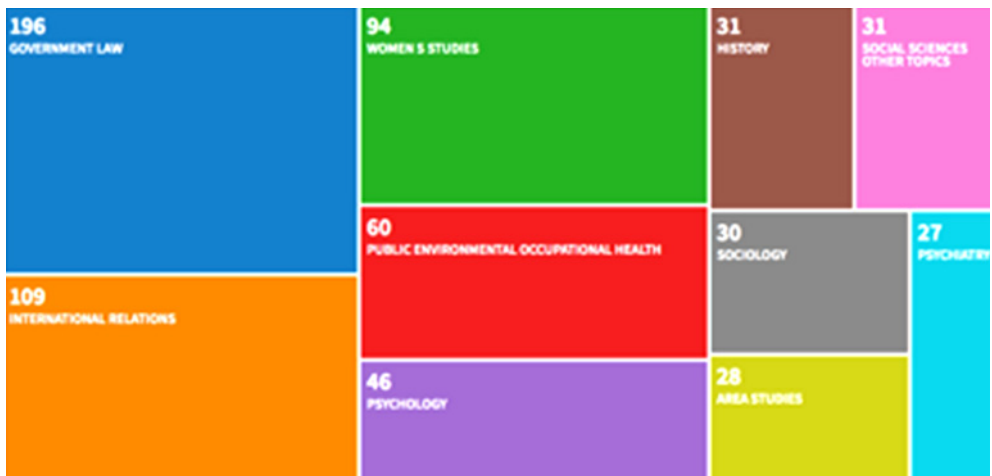 196
GOVERNMENT LAW
109
INTERNATIONAL RELATIONS
94
WOMEN S STUDIES
60
PUBLIC ENVIRONMENTAL OCCUPATIONAL HEALTH
46
PSYCHOLOGY
31
HISTORY
31
SOCIAL SCIENCES
OTHER TOPICS
30
SOCIOLOGY
28
AREA STUDIES
27
PSYCHIATRY